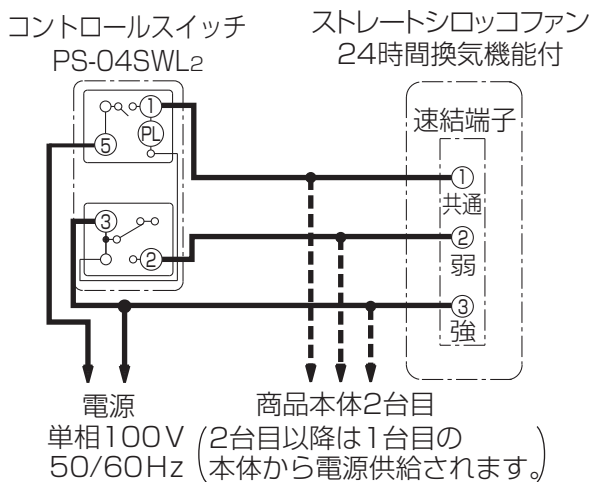 コントロールスイッチ
PS-04SWL2
ストレートシロッコファン
24時間換気機能付
速結端子
①
PL
⑤
①
共通
③
②
②
弱
③
強
電源
単相100V
50/60Hz
商品本体2台目
(2台目以降は1台目の
本体から電源供給されます。)